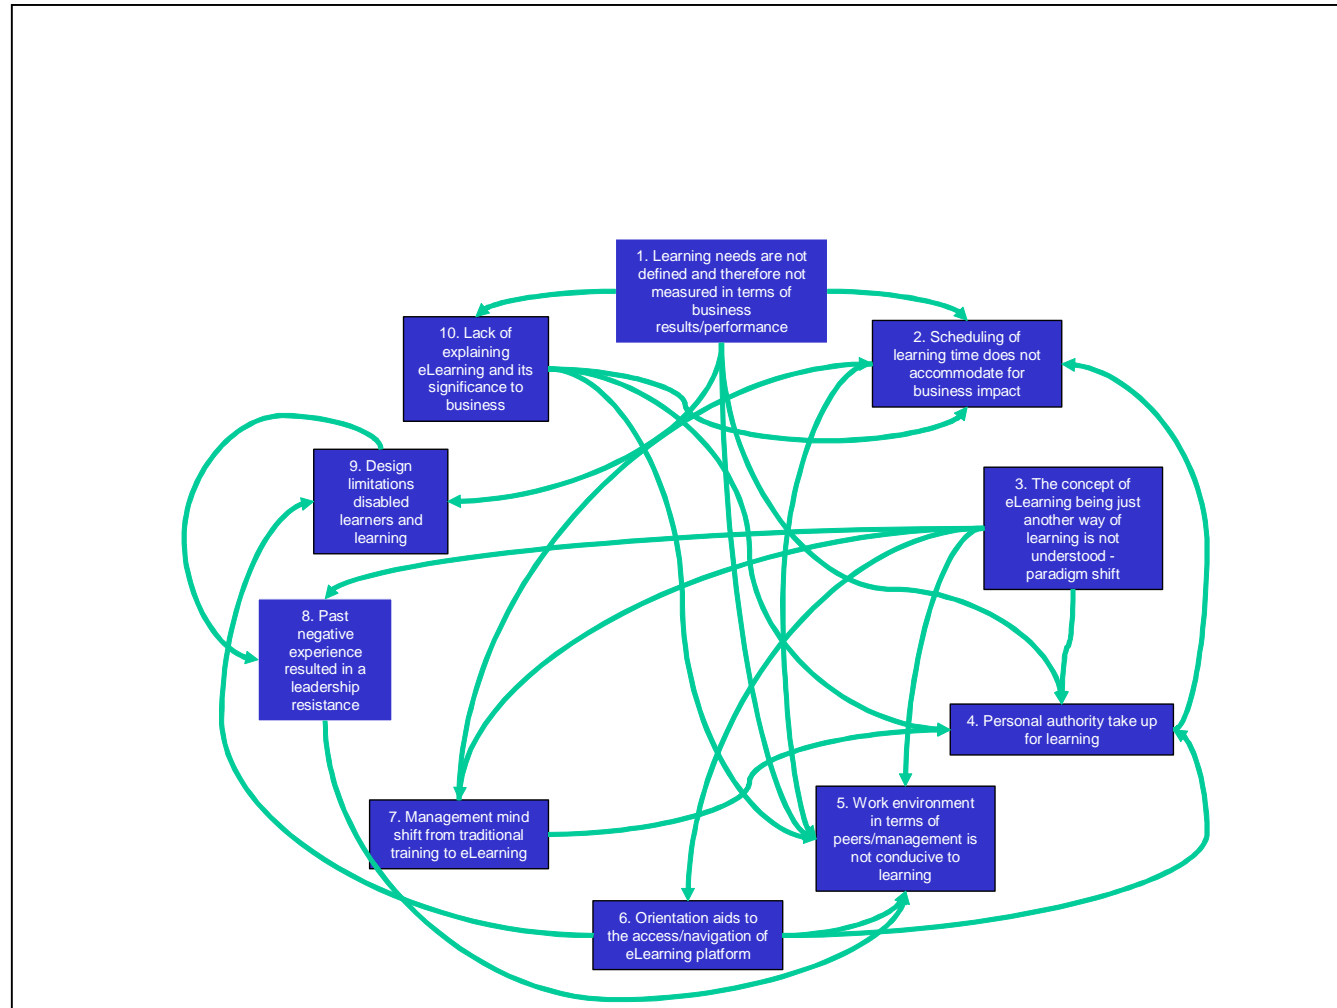 1. Learning needs are not
defined and therefore not
measured in terms of
business
results/performance
10. Lack of
explaining
eLearning and its
significance to
business
2. Scheduling of
learning time does not
accommodate for
business impact
9. Design
limitations
disabled
learners and
learning
3. The concept of
eLearning being just
another way of
learning is not
understood -
paradigm shift
8. Past
negative
experience
resulted in a
leadership
resistance
4. Personal authority take up
for learning
7. Management mind
shift from traditional
training to eLearning
5. Work environment
in terms of
peers/management is
not conducive to
learning
6. Orientation aids to
the access/navigation of
eLearning platform